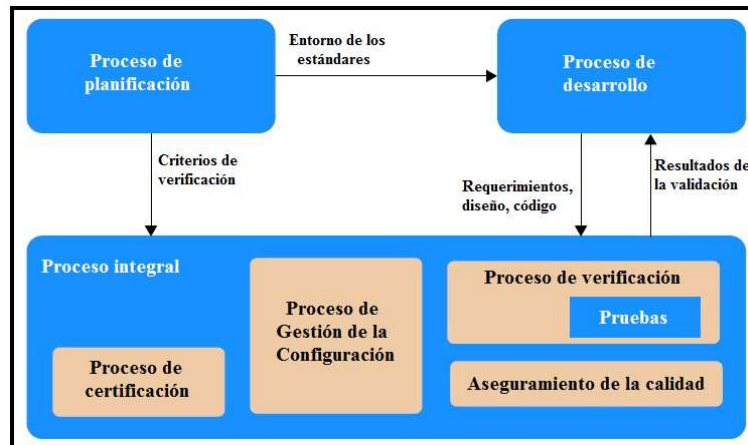 Proceso de
planificación
Entorno de los
estándares
Proceso de
desarrollo
Criterios de
verificación
Requerimientos,
diseño, código
Resultados de
la validación
Proceso integral
Proceso de
certificación
Proceso de
Gestión de la
Configuración
Proceso de verificación
Pruebas
Aseguramiento de la calidad